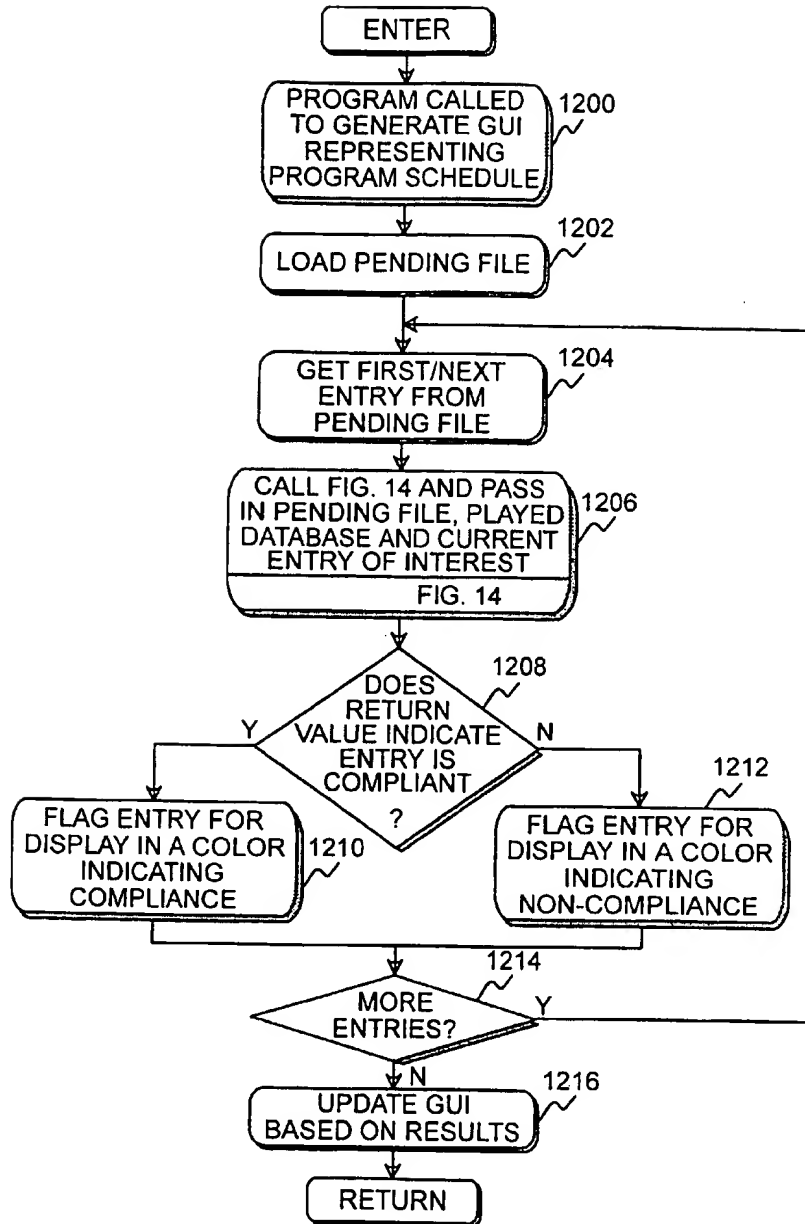 ENTER
PROGRAM CALLED
TO GENERATE GUI
REPRESENTING
PROGRAM SCHEDULE
1200
LOAD PENDING FILE
1202
GET FIRST/NEXT
ENTRY FROM
PENDING FILE
1204
CALL FIG. 14 AND PASS
IN PENDING FILE, PLAYED
DATABASE AND CURRENT
ENTRY OF INTEREST
FIG. 14
1206
DOES
RETURN
VALUE INDICATE
ENTRY IS
COMPLIANT
?
1208
Y
N
FLAG ENTRY FOR
DISPLAY IN A COLOR
INDICATING
COMPLIANCE
1210
FLAG ENTRY FOR
DISPLAY IN A COLOR
INDICATING
NON-COMPLIANCE
1212
MORE
ENTRIES?
1214
Y
N
UPDATE GUI
BASED ON RESULTS
1216
RETURN